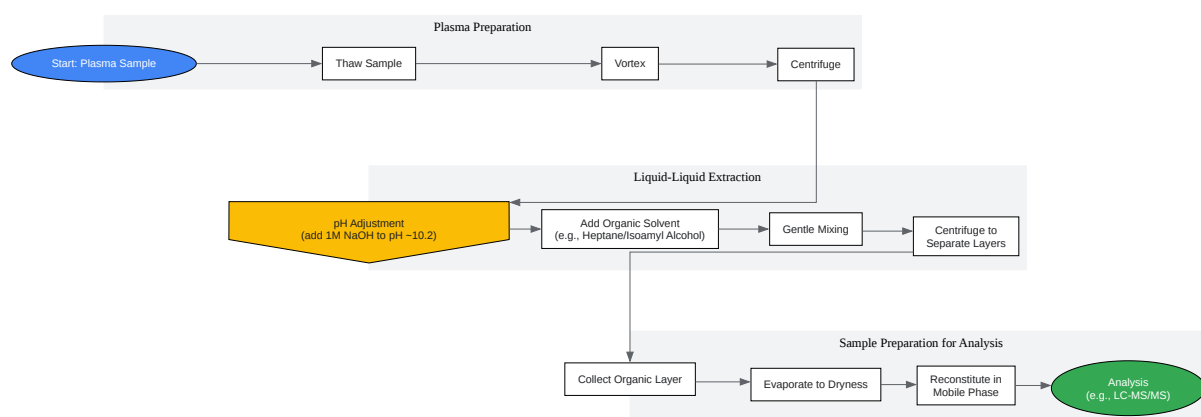 Plasma Preparation
Start: Plasma Sample
Thaw Sample
Vortex
Centrifuge
Liquid-Liquid Extraction
pH Adjustment
(add 1M NaOH to pH ~10.2)
Add Organic Solvent
(e.g., Heptane/Isoamyl Alcohol)
Gentle Mixing
Centrifuge to
Separate Layers
Sample Preparation for Analysis
Collect Organic Layer
Evaporate to Dryness
Reconstitute in
Mobile Phase
Analysis
(e.g., LC-MS/MS)